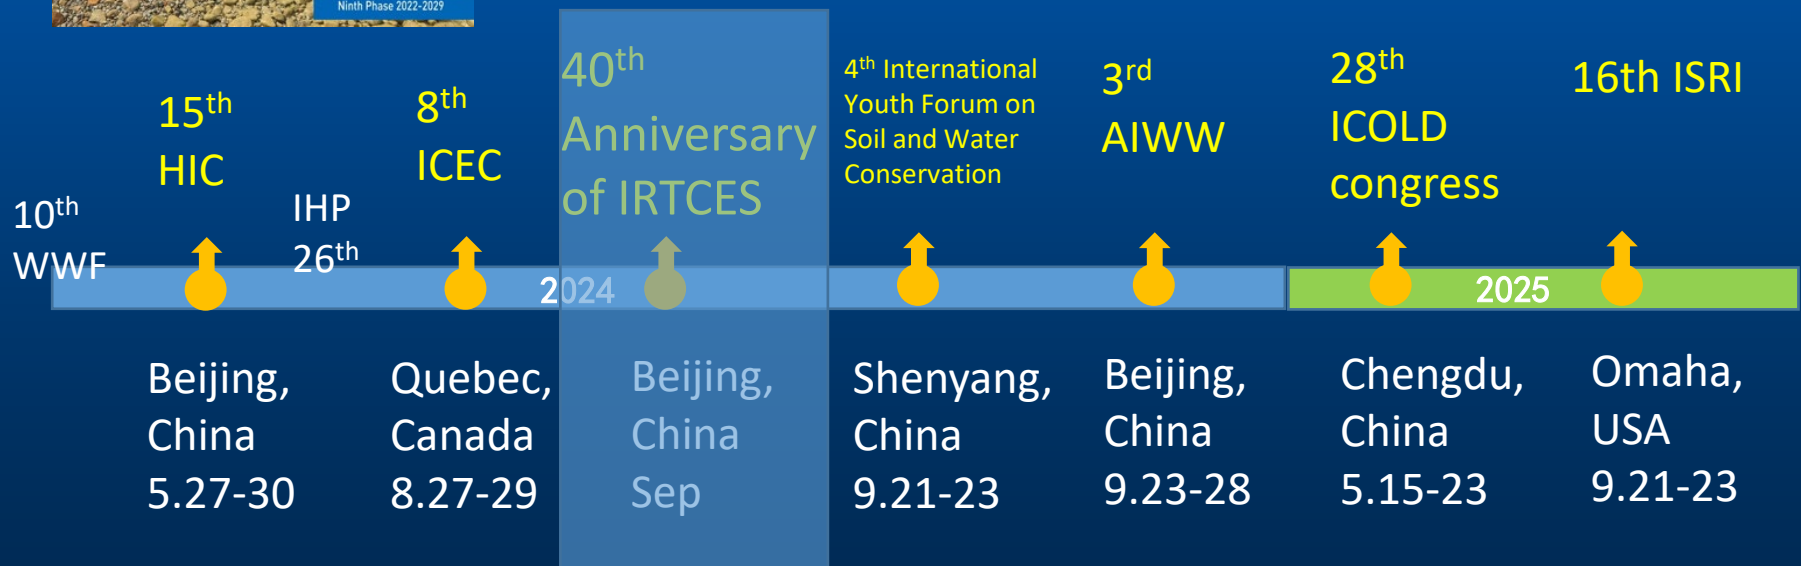 Ninth Phase 2022-2029
10th
WWF
15th
HIC
IHP
26th
8th
ICEC
40th
Anniversary
of IRTCES
4th International
Youth Forum on
Soil and Water
Conservation
3rd
AIWW
28th
ICOLD
congress
16th ISRI
2024
2025
Beijing,
China
5.27-30
Quebec,
Canada
8.27-29
Beijing,
China
Sep
Shenyang,
China
9.21-23
Beijing,
China
9.23-28
Chengdu,
China
5.15-23
Omaha,
USA
9.21-23